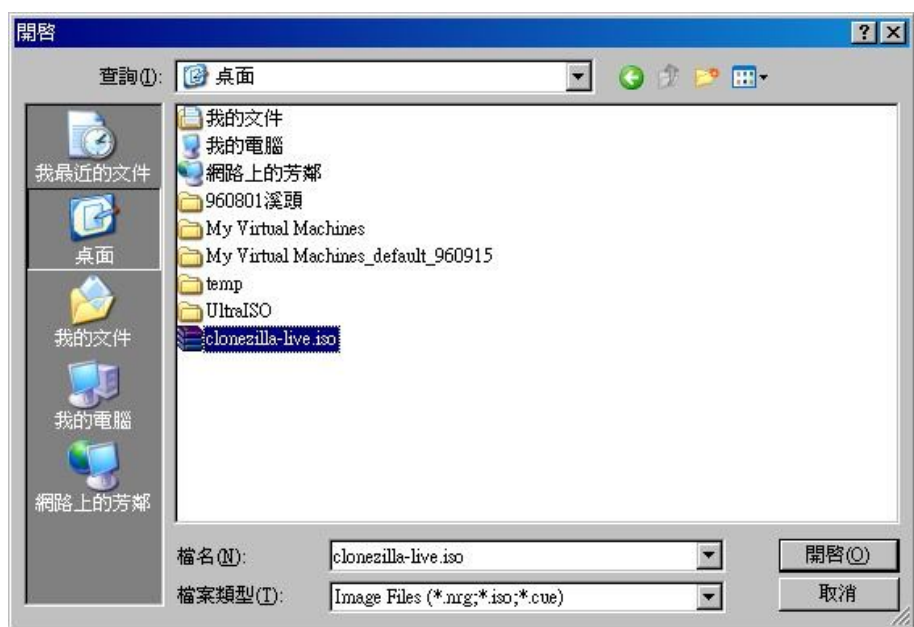 開啓
查詢(I):
桌面
我最近的文件
桌面
我的文件
我的電腦
網路上的芳鄰
我的文件
我的電腦
網路上的芳鄰
960801溪頭
My Virtual Machines
My Virtual Machines_default_960915
temp
UltraISO
clonezilla-live.iso
檔名(N):
clonezilla-live.iso
開啓(O)
檔案類型(T):
Image Files (*.nrg;*.iso;*.cue)
取消